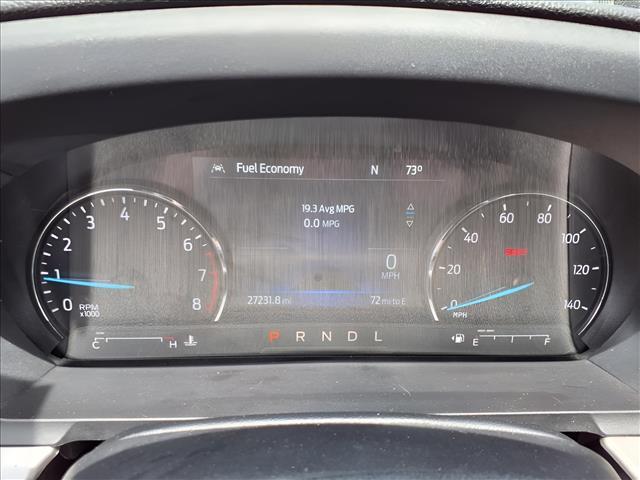 Fuel Economy N 73°
19.3 Avg MPG
0.0 MPG
0 1 2 3 4 5 6 7 8
RPM
x1000
0 20 40 60 80 100 120 140
MPH
0
MPH
27231.8 mi 72 mi to E
C H
P R N D L
E F